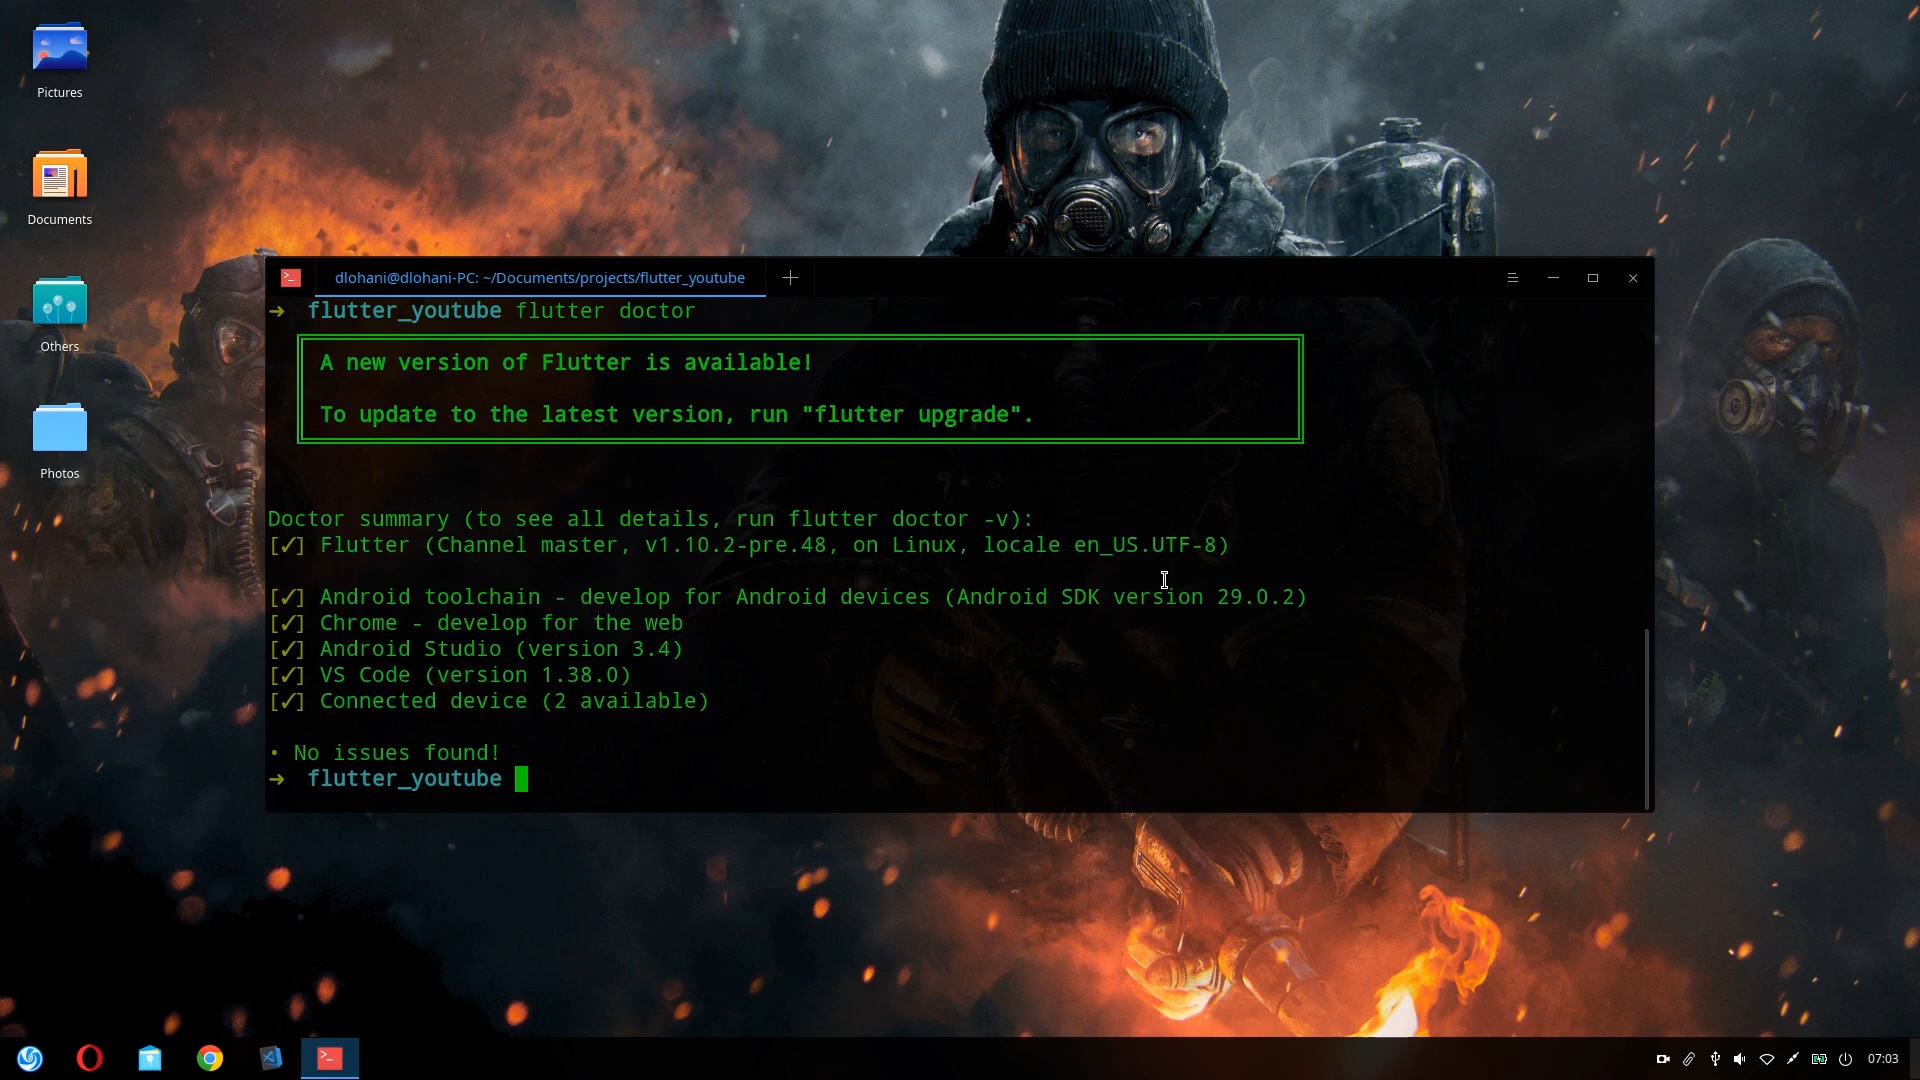 Pictures
Documents
Others
Photos
dlohani@dlohani-PC: ~/Documents/projects/flutter_youtube
➜ flutter_youtube flutter doctor
A new version of Flutter is available!
To update to the latest version, run "flutter upgrade".
Doctor summary (to see all details, run flutter doctor -v):
[✓] Flutter (Channel master, v1.10.2-pre.48, on Linux, locale en_US.UTF-8)
[✓] Android toolchain - develop for Android devices (Android SDK version 29.0.2)
[✓] Chrome - develop for the web
[✓] Android Studio (version 3.4)
[✓] VS Code (version 1.38.0)
[✓] Connected device (2 available)
• No issues found!
➜ flutter_youtube
07:03